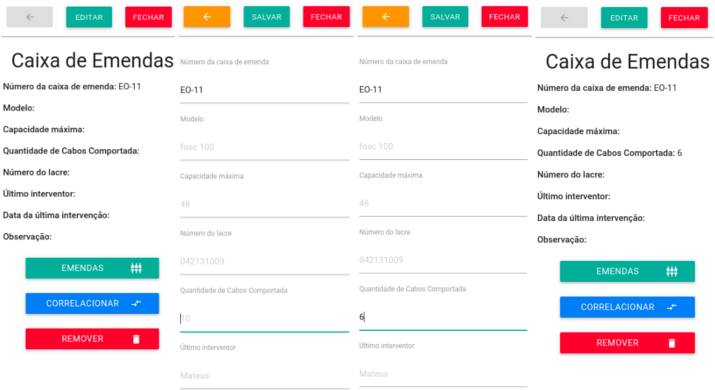 EDITAR
FECHAR
Caixa de Emendas
Número da caixa de emenda: EO-11
Modelo:
Capacidade máxima:
Quantidade de Cabos Comportada:
Número do lacre:
Último interventor:
Data da última intervenção:
Observação:
EMENDAS
CORRELACIONAR
REMOVER
SALVAR
FECHAR
Número da caixa de emenda
EO-11
Modelo
fosc 100
Capacidade máxima
48
Número do lacre
042131009
Quantidade de Cabos Comportada
10
Último interventor
Mateus
SALVAR
FECHAR
Número da caixa de emenda
EO-11
Modelo
fosc 100
Capacidade máxima
48
Número do lacre
042131009
Quantidade de Cabos Comportada
6
Último interventor
Mateus
EDITAR
FECHAR
Caixa de Emendas
Número da caixa de emenda: EO-11
Modelo:
Capacidade máxima:
Quantidade de Cabos Comportada: 6
Número do lacre:
Último interventor:
Data da última intervenção:
Observação:
EMENDAS
CORRELACIONAR
REMOVER